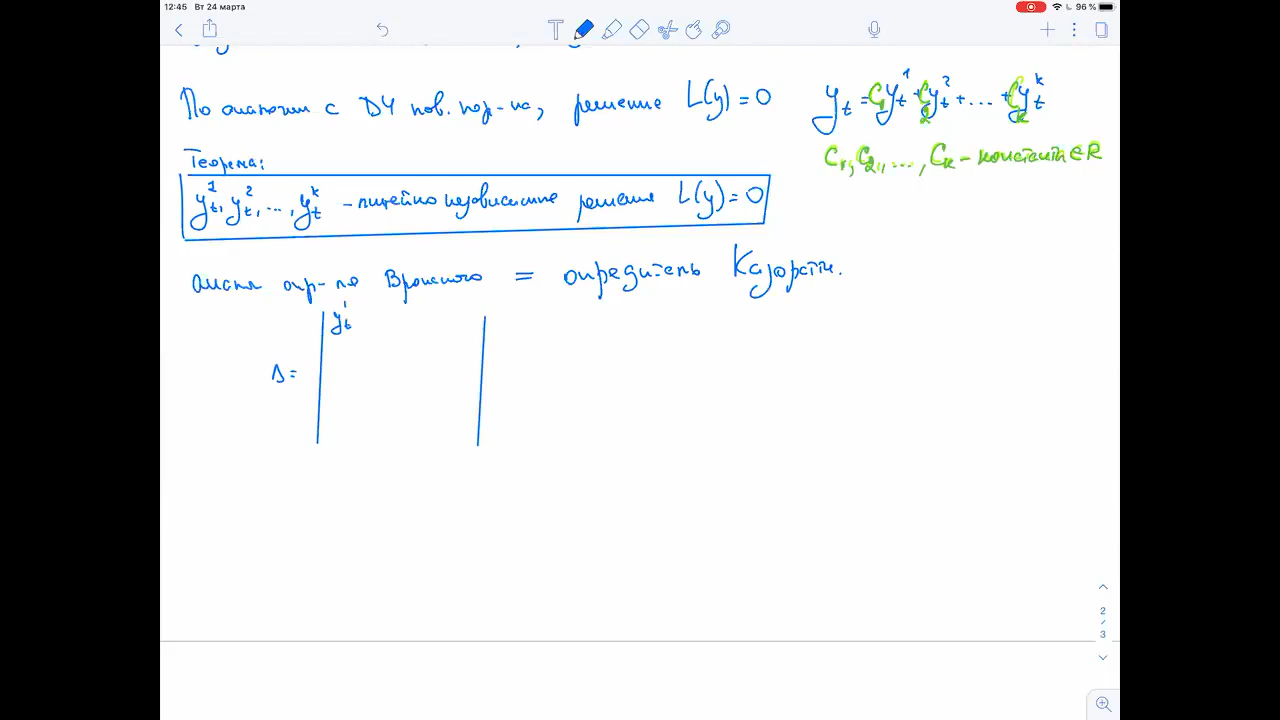 12:45 Вт 24 марта 96 %
По аналогии с ДУ пов. пор-ка, решение L(y) = 0
y_t = C_1 y_t^1 + C_2 y_t^2 + ... + C_k y_t^k
C_1, C_2, ..., C_k - константы ∈ R
Теорема:
y_t^1, y_t^2, ..., y_t^k - линейно независимые решения L(y) = 0
аналог опр-ля Вронского = определитель Казорати.
y_t^1
Δ =
2
/
3